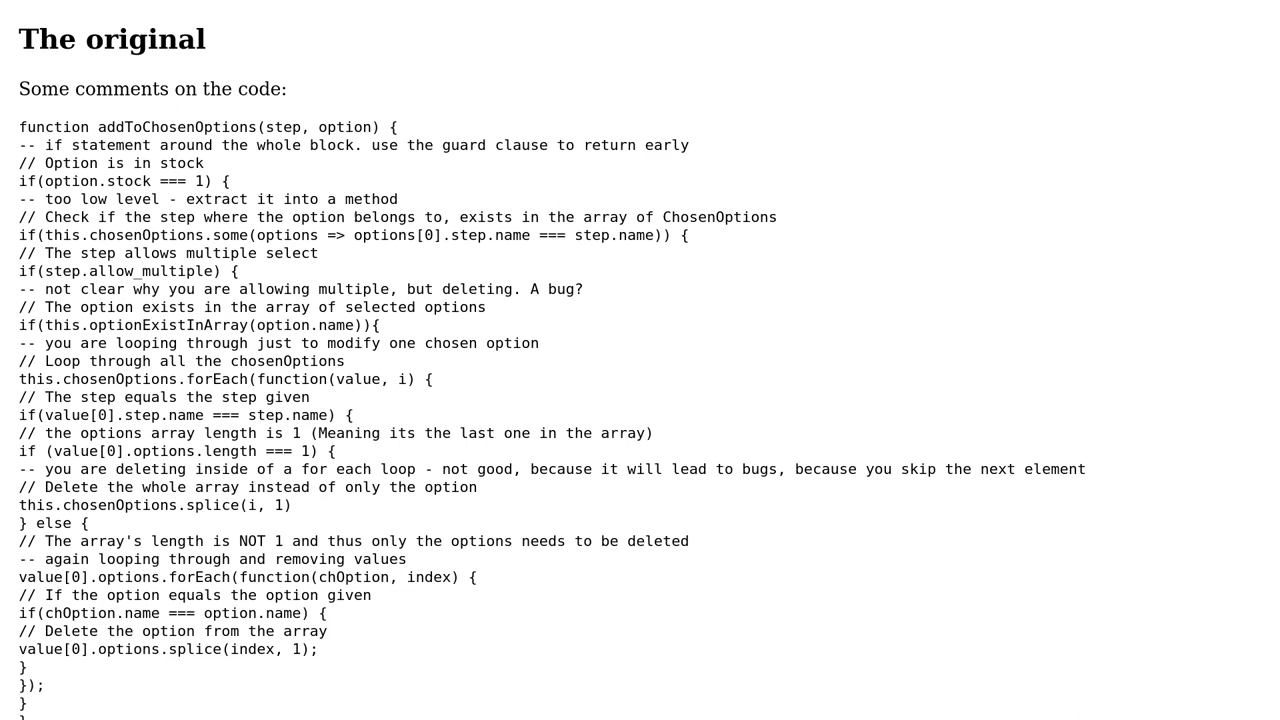 The original
Some comments on the code:
function addToChosenOptions(step, option) {
-- if statement around the whole block. use the guard clause to return early
// Option is in stock
if(option.stock === 1) {
-- too low level - extract it into a method
// Check if the step where the option belongs to, exists in the array of ChosenOptions
if(this.chosenOptions.some(options => options[0].step.name === step.name)) {
// The step allows multiple select
if(step.allow_multiple) {
-- not clear why you are allowing multiple, but deleting. A bug?
// The option exists in the array of selected options
if(this.optionExistInArray(option.name)){
-- you are looping through just to modify one chosen option
// Loop through all the chosenOptions
this.chosenOptions.forEach(function(value, i) {
// The step equals the step given
if(value[0].step.name === step.name) {
// the options array length is 1 (Meaning its the last one in the array)
if (value[0].options.length === 1) {
-- you are deleting inside of a for each loop - not good, because it will lead to bugs, because you skip the next element
// Delete the whole array instead of only the option
this.chosenOptions.splice(i, 1)
} else {
// The array's length is NOT 1 and thus only the options needs to be deleted
-- again looping through and removing values
value[0].options.forEach(function(chOption, index) {
// If the option equals the option given
if(chOption.name === option.name) {
// Delete the option from the array
value[0].options.splice(index, 1);
}
});
}
}